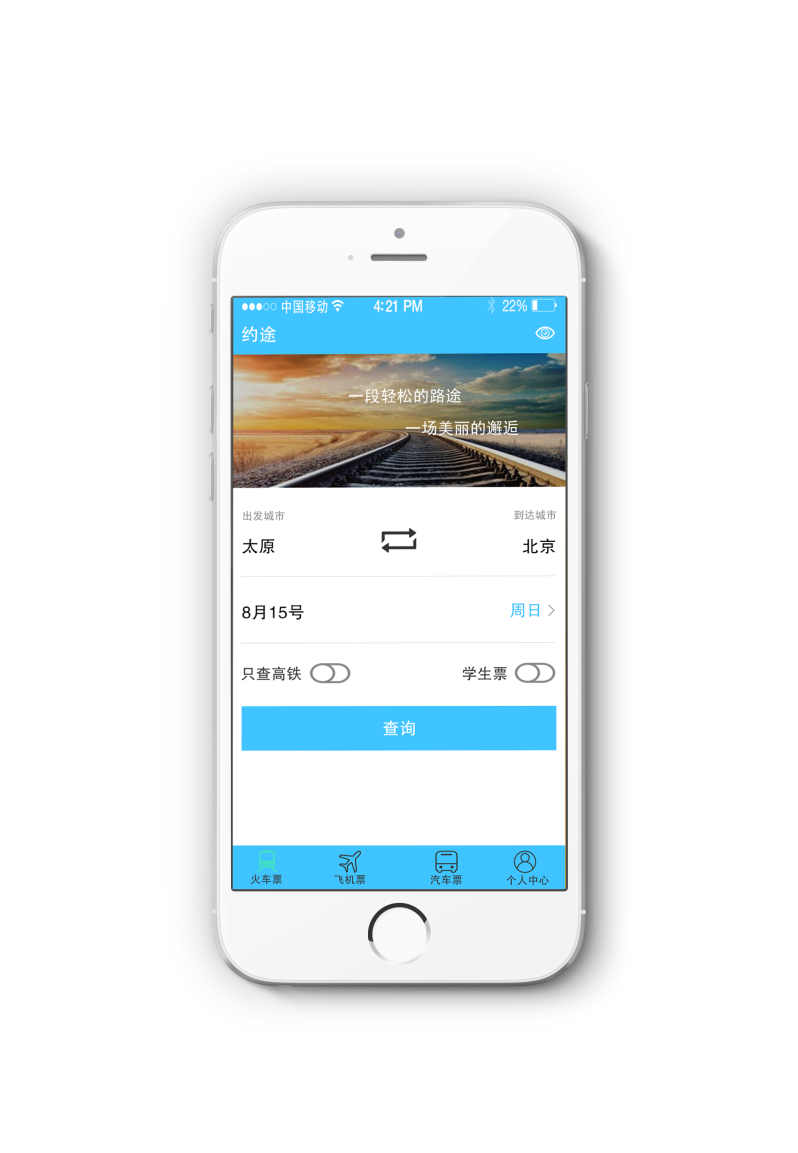 中国移动 4:21 PM 22%
约途
一段轻松的路途
一场美丽的邂逅
出发城市 到达城市
太原 北京
8月15号 周日
只查高铁 学生票
查询
火车票 飞机票 汽车票 个人中心